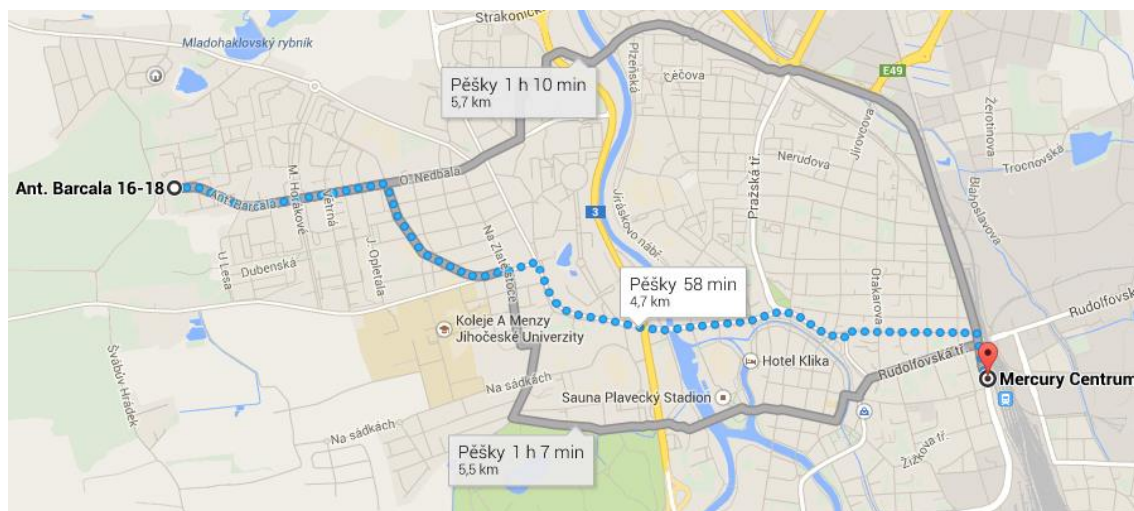 Strakonická
Mladohaklovský rybník
Plzeňská
Pěšky 1 h 10 min
5,7 km
E49
Žerotinova
Jírovcova
Nerudova
Trocnovská
Pražská tř.
Blahoslavova
O. Nedbala
Ant. Barcala 16-18
Ant. Barcala
M. Horákové
Větrná
3
Jiráskovo nábř.
Na Zlaté stoce
J. Opletala
U Lesa
Dubenská
Pěšky 58 min
4,7 km
Otakarova
Rudolfovská
Koleje A Menzy
Jihočeské Univerzity
Hotel Klika
Rudolfovská tř.
Mercury Centrum
Švábův Hrádek
Na sádkách
Sauna Plavecký Stadion
Na sádkách
Pěšky 1 h 7 min
5,5 km
Žižkova tř.